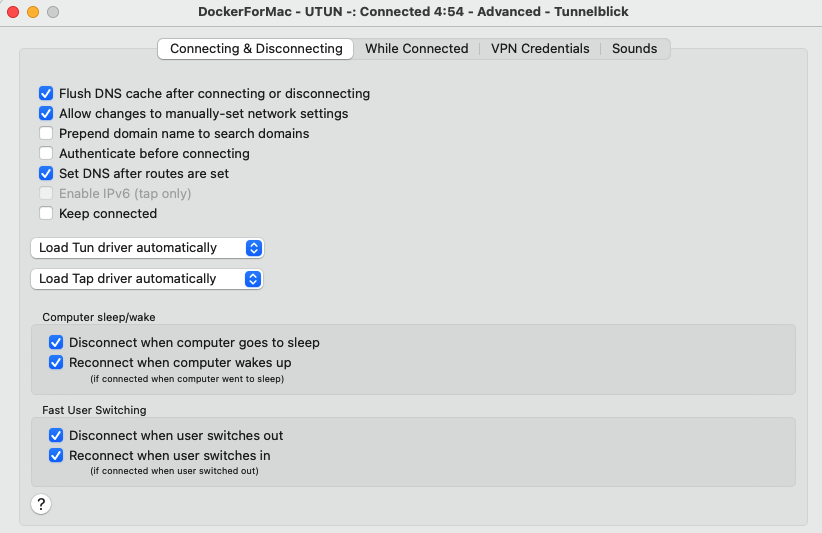 DockerForMac - UTUN -: Connected 4:54 - Advanced - Tunnelblick
Connecting & Disconnecting While Connected VPN Credentials Sounds
Flush DNS cache after connecting or disconnecting
Allow changes to manually-set network settings
Prepend domain name to search domains
Authenticate before connecting
Set DNS after routes are set
Enable IPv6 (tap only)
Keep connected
Load Tun driver automatically
Load Tap driver automatically
Computer sleep/wake
Disconnect when computer goes to sleep
Reconnect when computer wakes up
(if connected when computer went to sleep)
Fast User Switching
Disconnect when user switches out
Reconnect when user switches in
(if connected when user switched out)
?